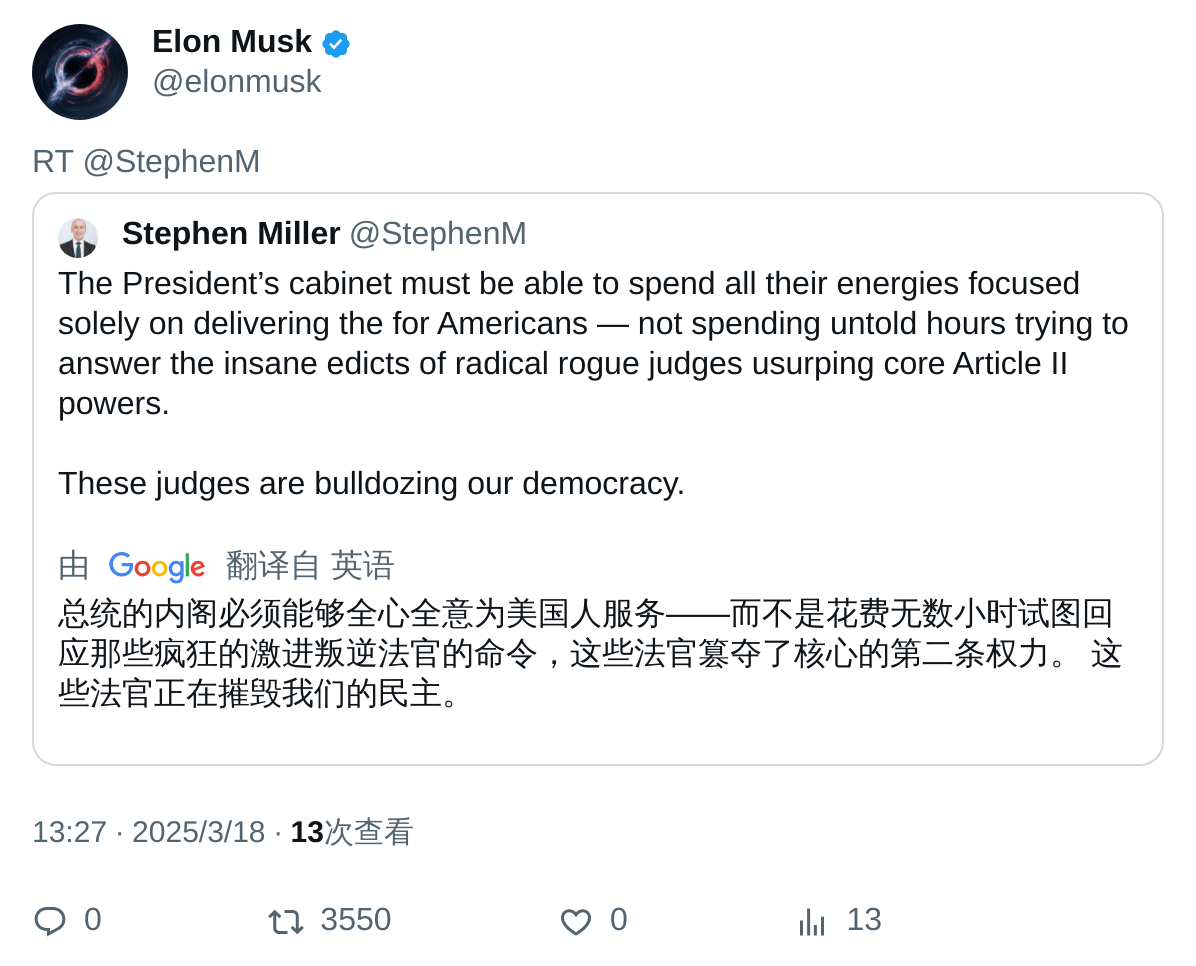 Elon Musk
@elonmusk
RT @StephenM
Stephen Miller @StephenM
The President’s cabinet must be able to spend all their energies focused
solely on delivering the for Americans — not spending untold hours trying to
answer the insane edicts of radical rogue judges usurping core Article II
powers.
These judges are bulldozing our democracy.
由 Google 翻译自 英语
总统的内阁必须能够全心全意为美国人服务——而不是花费无数小时试图回
应那些疯狂的激进叛逆法官的命令，这些法官篡夺了核心的第二条权力。 这
些法官正在摧毁我们的民主。
13:27 · 2025/3/18 · 13次查看
0 3550 0 13